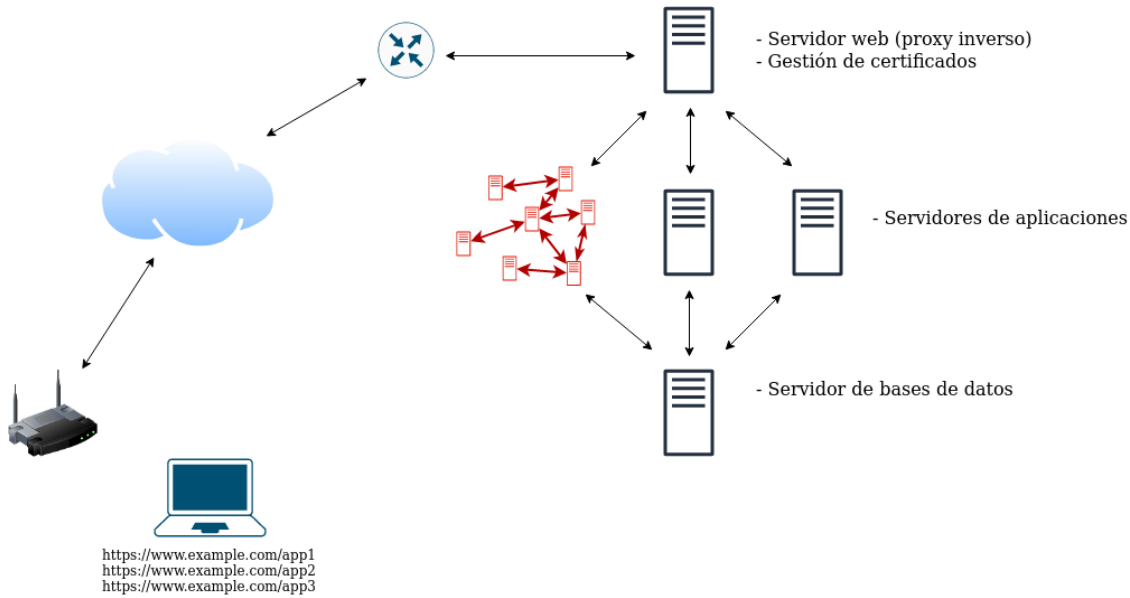 - Servidor web (proxy inverso)
- Gestión de certificados
- Servidores de aplicaciones
- Servidor de bases de datos
https://www.example.com/app1
https://www.example.com/app2
https://www.example.com/app3